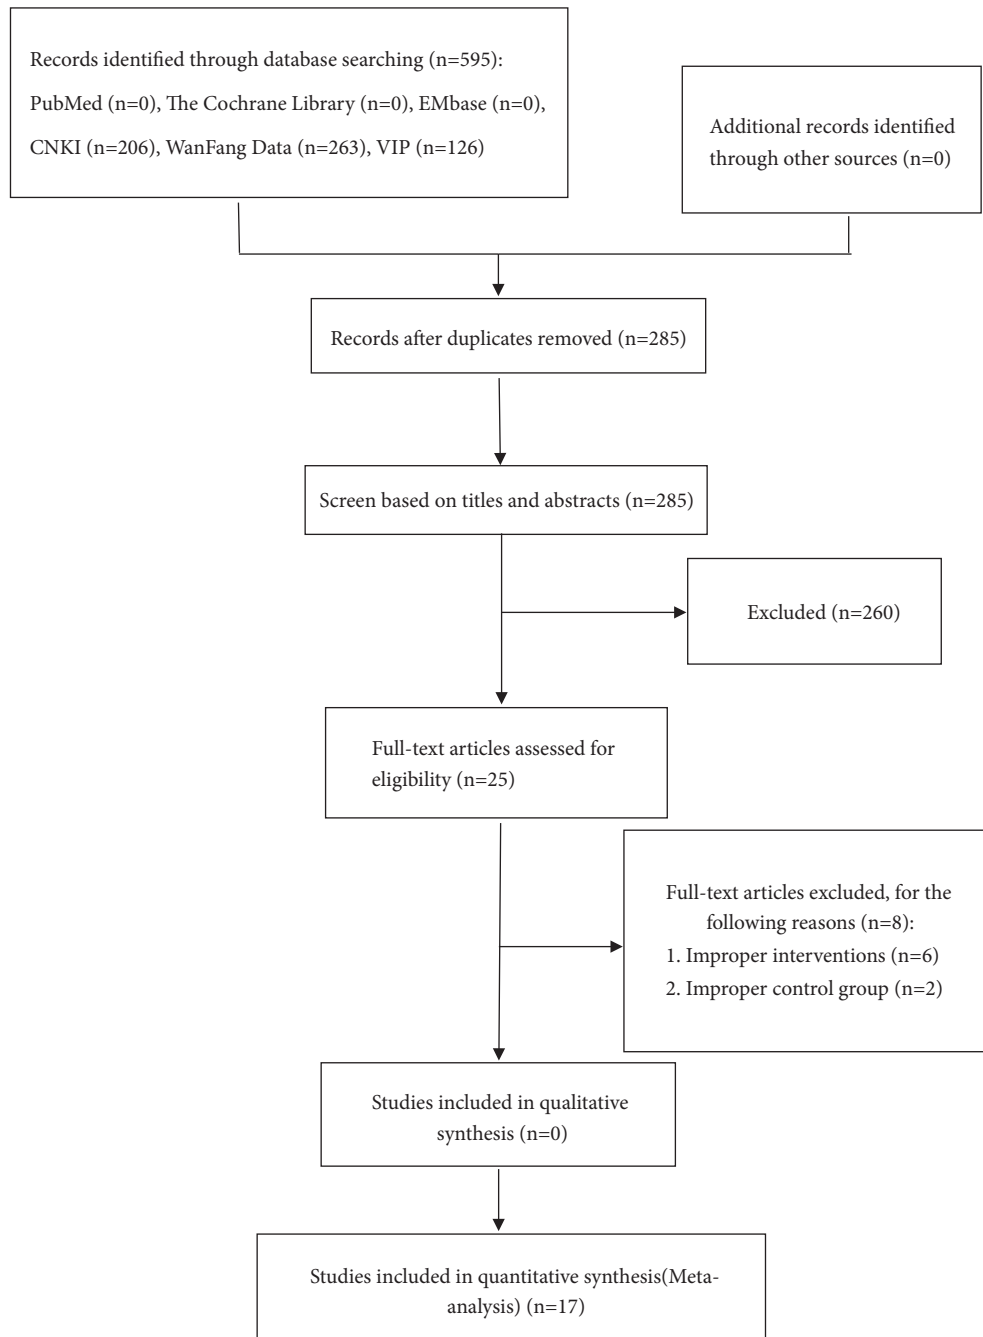 Records identified through database searching (n=595):
PubMed (n=0), The Cochrane Library (n=0), EMbase (n=0),
CNKI (n=206), WanFang Data (n=263), VIP (n=126)
Additional records identified
through other sources (n=0)
Records after duplicates removed (n=285)
Screen based on titles and abstracts (n=285)
Excluded (n=260)
Full-text articles assessed for
eligibility (n=25)
Full-text articles excluded, for the
following reasons (n=8):
1. Improper interventions (n=6)
2. Improper control group (n=2)
Studies included in qualitative
synthesis (n=0)
Studies included in quantitative synthesis(Meta-
analysis) (n=17)